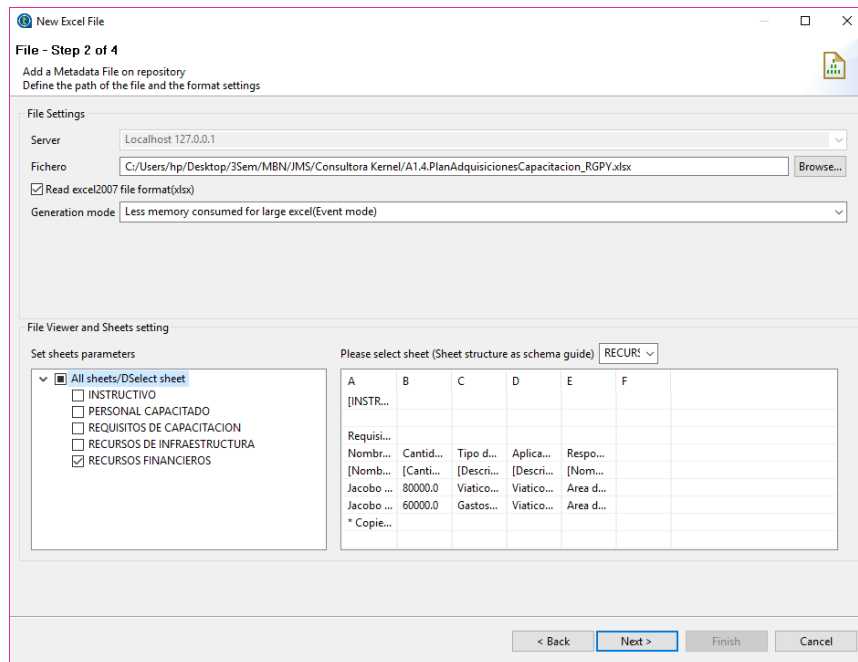 New Excel File
File - Step 2 of 4
Add a Metadata File on repository
Define the path of the file and the format settings
File Settings
Server Localhost 127.0.0.1
Fichero C:/Users/hp/Desktop/3Sem/MBN/JMS/Consultora Kernel/A1.4.PlanAdquisicionesCapacitacion_RGPY.xlsx Browse...
Read excel2007 file format(xlsx)
Generation mode Less memory consumed for large excel(Event mode)
File Viewer and Sheets setting
Set sheets parameters
All sheets/DSelect sheet
INSTRUCTIVO
PERSONAL CAPACITADO
REQUISITOS DE CAPACITACION
RECURSOS DE INFRAESTRUCTURA
RECURSOS FINANCIEROS
Please select sheet (Sheet structure as schema guide) RECURS
A B C D E F
[INSTR...
Requisi...
Nombr... Cantid... Tipo d... Aplica... Respo...
[Nomb... [Canti... [Descri... [Descri... [Nom...
Jacobo ... 80000.0 Viatico... Viatico... Area d...
Jacobo ... 60000.0 Gastos... Viatico... Area d...
* Copie...
< Back Next > Finish Cancel